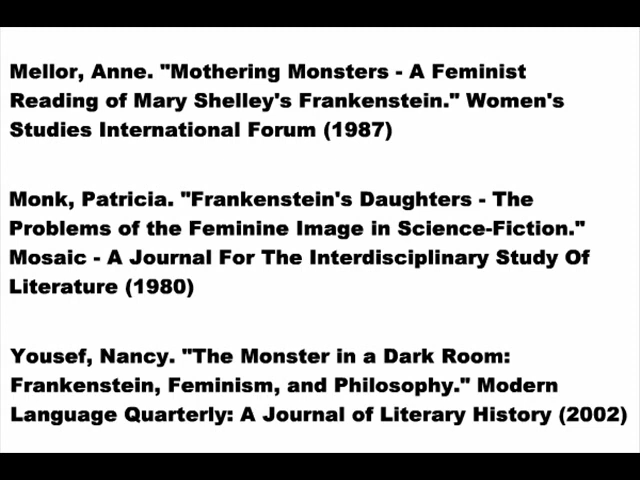 Mellor, Anne. "Mothering Monsters - A Feminist
Reading of Mary Shelley's Frankenstein." Women's
Studies International Forum (1987)
Monk, Patricia. "Frankenstein's Daughters - The
Problems of the Feminine Image in Science-Fiction."
Mosaic - A Journal For The Interdisciplinary Study Of
Literature (1980)
Yousef, Nancy. "The Monster in a Dark Room:
Frankenstein, Feminism, and Philosophy." Modern
Language Quarterly: A Journal of Literary History (2002)